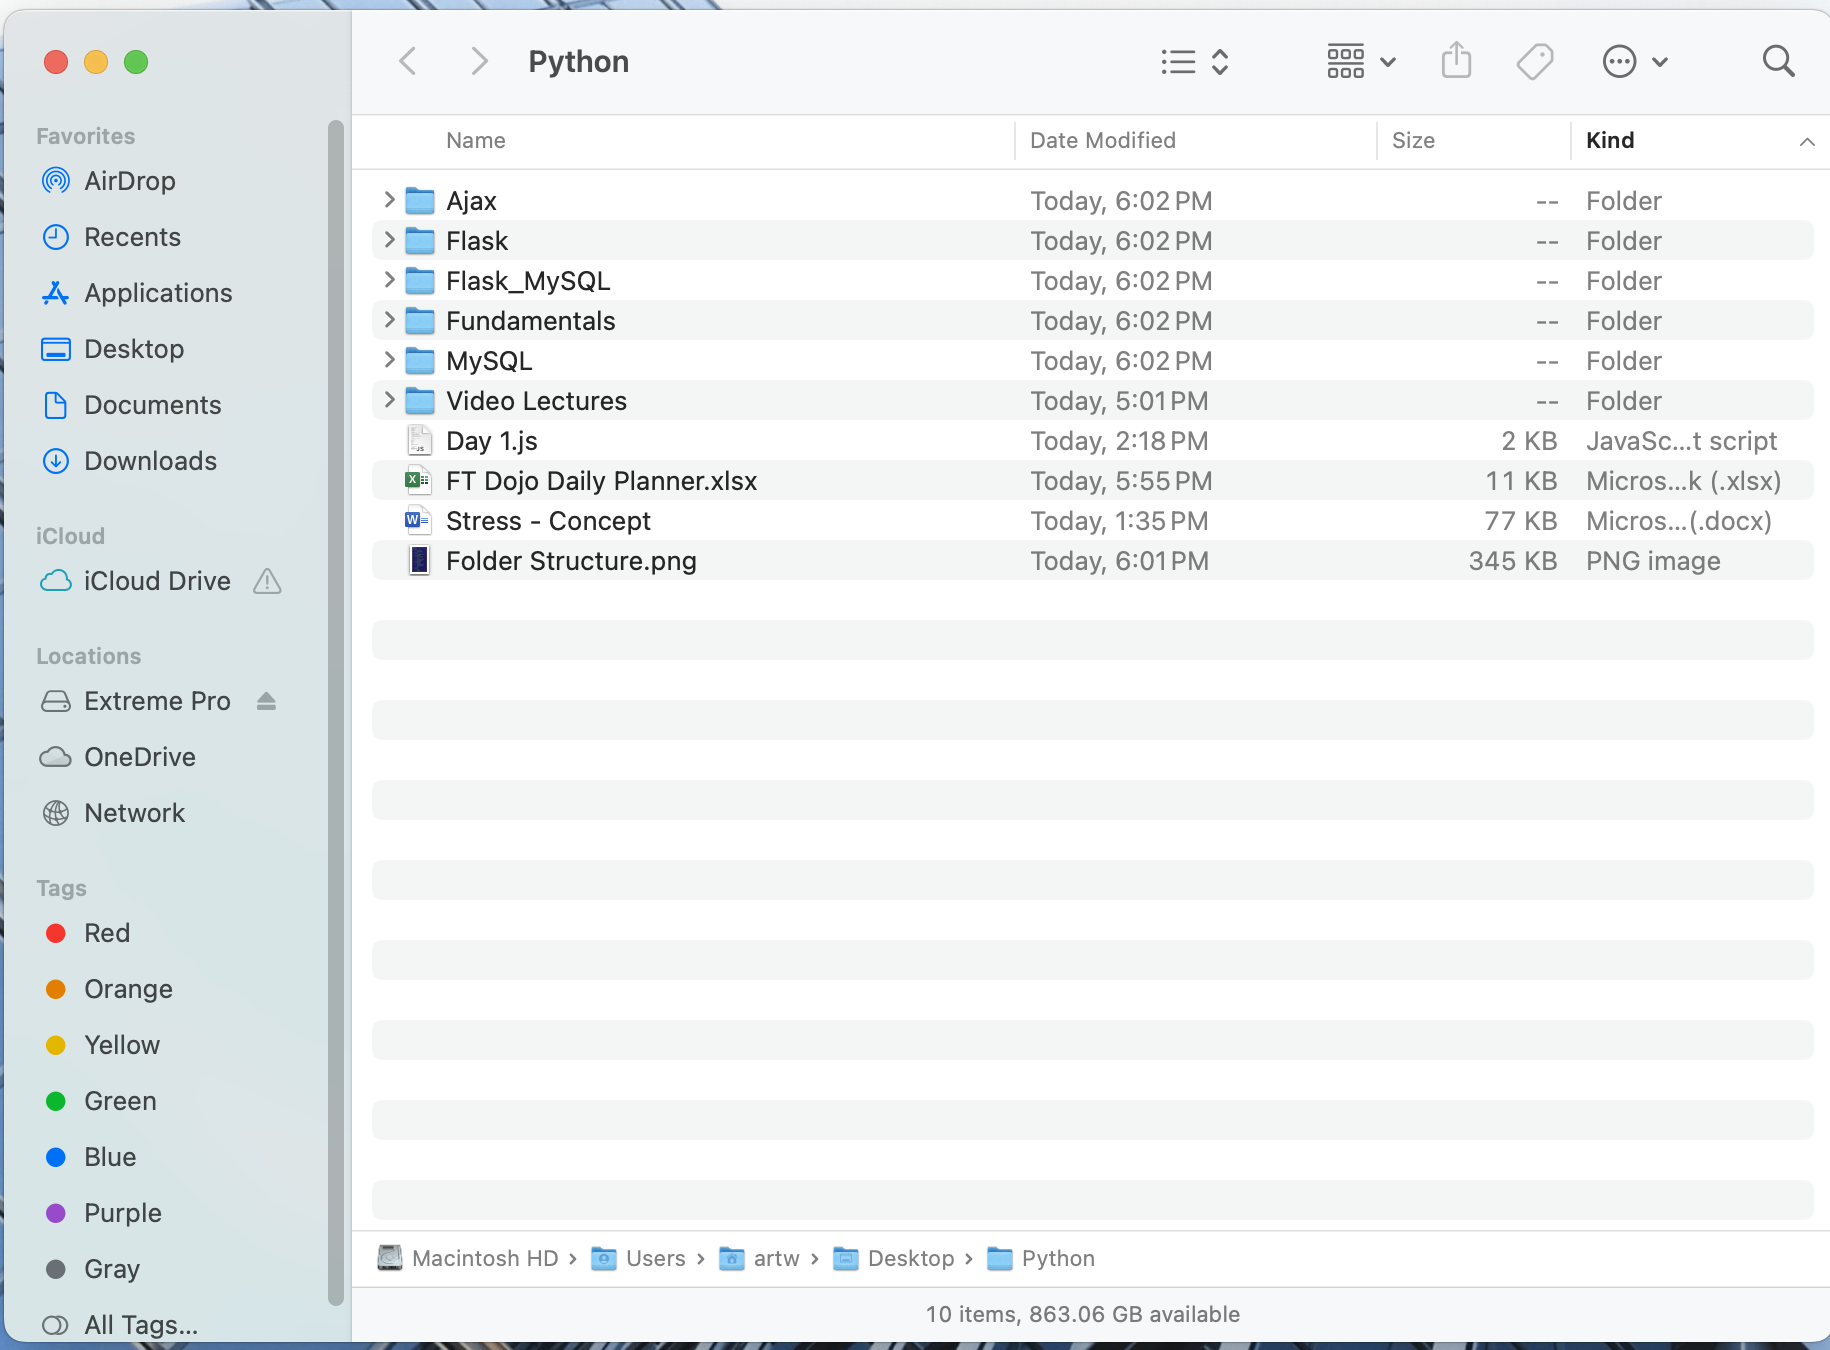 Python
Favorites
AirDrop
Recents
Applications
Desktop
Documents
Downloads
iCloud
iCloud Drive
Locations
Extreme Pro
OneDrive
Network
Tags
Red
Orange
Yellow
Green
Blue
Purple
Gray
All Tags...
Name Date Modified Size Kind
Ajax Today, 6:02 PM -- Folder
Flask Today, 6:02 PM -- Folder
Flask_MySQL Today, 6:02 PM -- Folder
Fundamentals Today, 6:02 PM -- Folder
MySQL Today, 6:02 PM -- Folder
Video Lectures Today, 5:01 PM -- Folder
Day 1.js Today, 2:18 PM 2 KB JavaSc...t script
FT Dojo Daily Planner.xlsx Today, 5:55 PM 11 KB Micros...k (.xlsx)
Stress - Concept Today, 1:35 PM 77 KB Micros...(.docx)
Folder Structure.png Today, 6:01 PM 345 KB PNG image
Macintosh HD › Users › artw › Desktop › Python
10 items, 863.06 GB available